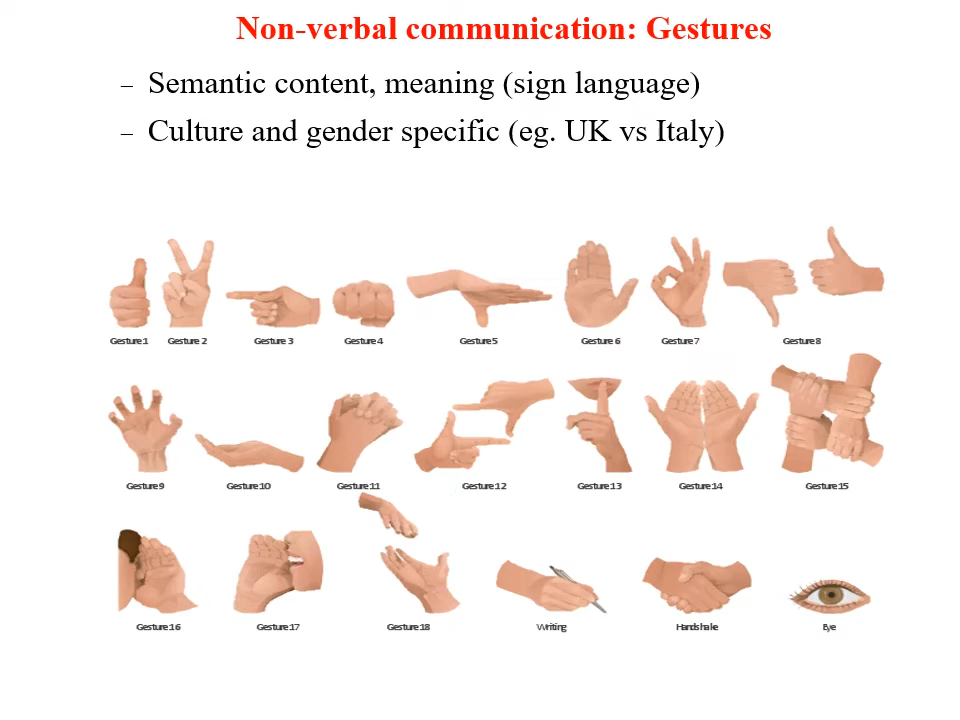 Non-verbal communication: Gestures
– Semantic content, meaning (sign language)
– Culture and gender specific (eg. UK vs Italy)
Gesture 1 Gesture 2 Gesture 3 Gesture 4 Gesture 5 Gesture 6 Gesture 7 Gesture 8
Gesture 9 Gesture 10 Gesture 11 Gesture 12 Gesture 13 Gesture 14 Gesture 15
Gesture 16 Gesture 17 Gesture 18 Writing Handshake Eye